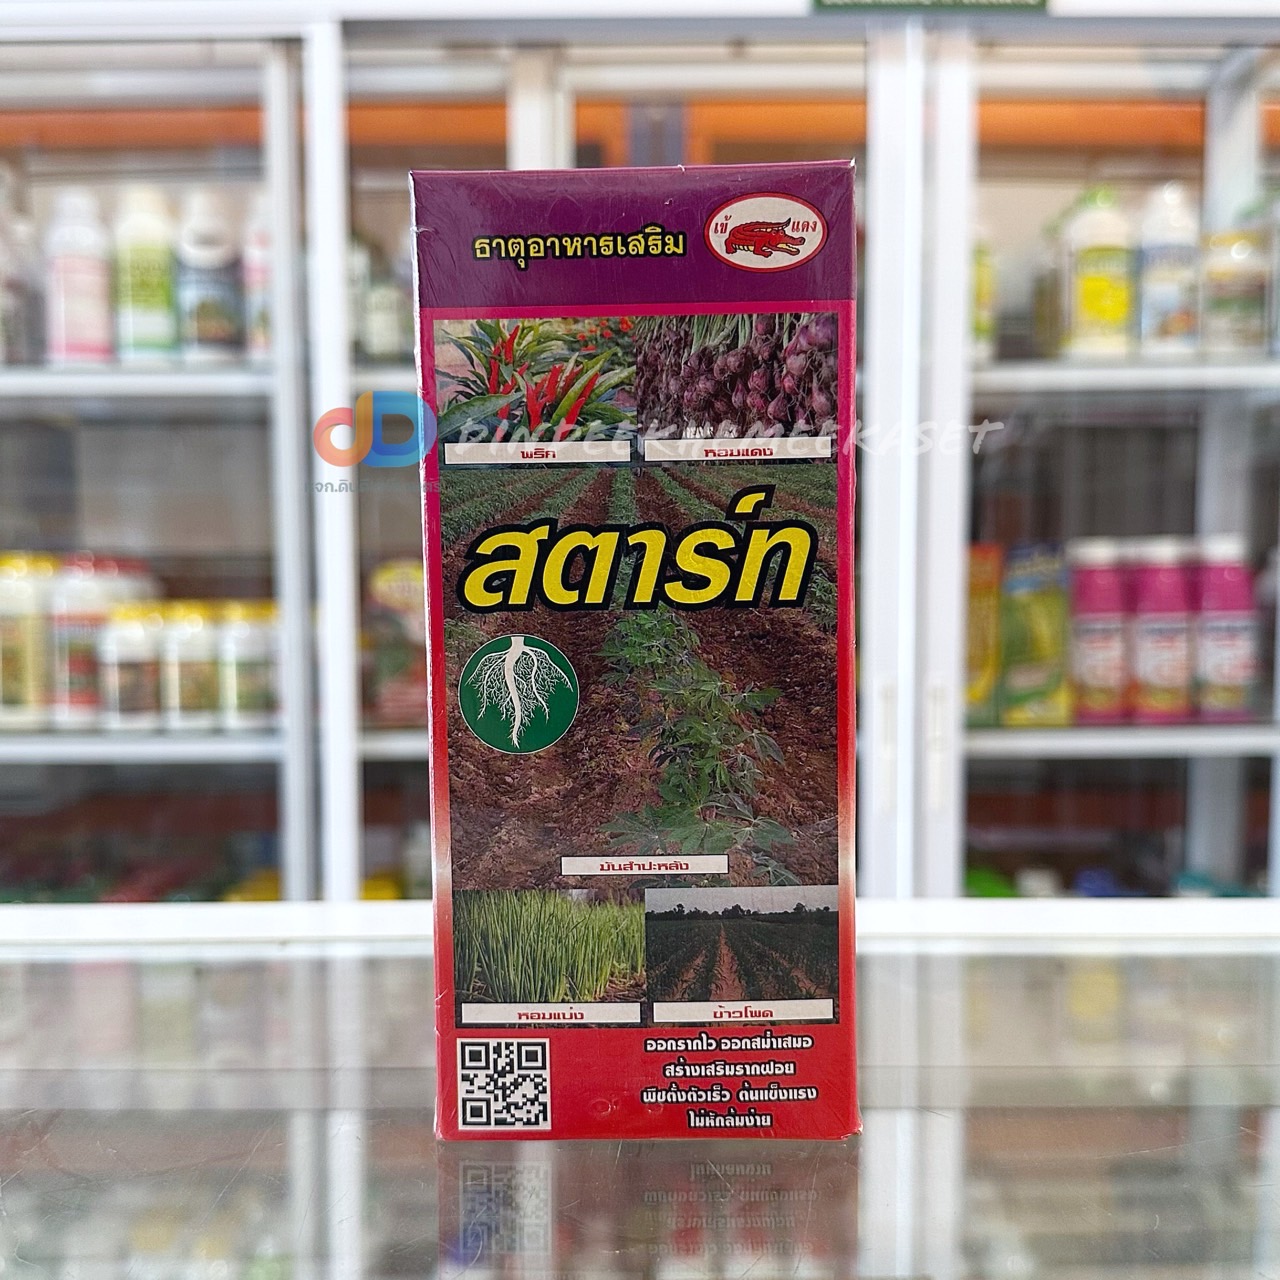 ธาตุอาหารเสริม
เข้ แดง
พริก
หอมแดง
DINDEEKHEMEEKASET
สตาร์ท
มันสำปะหลัง
หอมแบ่ง
ข้าวโพด
ออกรากไว ออกสม่ำเสมอ
สร้างเสริมรากฝอย
พืชตั้งตัวเร็ว ต้นแข็งแรง
ไม่หักล้มง่าย